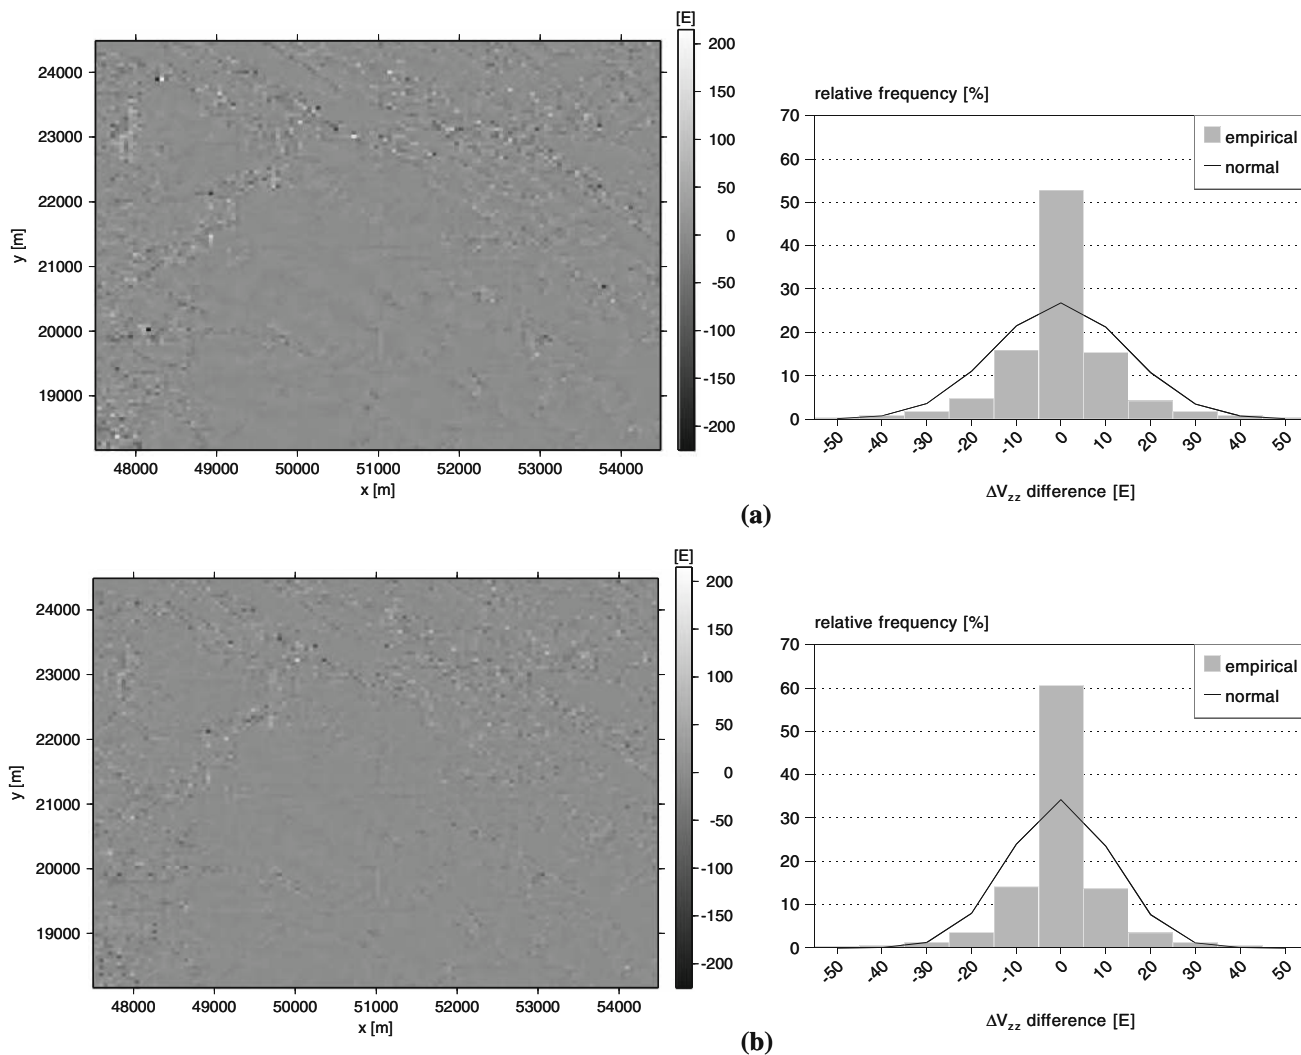 [E]
24000
23000
22000
21000
20000
19000
y [m]
48000 49000 50000 51000 52000 53000 54000
x [m]
200
150
100
50
0
-50
-100
-150
-200
relative frequency [%]
70
60
50
40
30
20
10
0
empirical
normal
-50 -40 -30 -20 -10 0 10 20 30 40 50
ΔVzz difference [E]
(a)
[E]
24000
23000
22000
21000
20000
19000
y [m]
48000 49000 50000 51000 52000 53000 54000
x [m]
200
150
100
50
0
-50
-100
-150
-200
relative frequency [%]
70
60
50
40
30
20
10
0
empirical
normal
-50 -40 -30 -20 -10 0 10 20 30 40 50
ΔVzz difference [E]
(b)